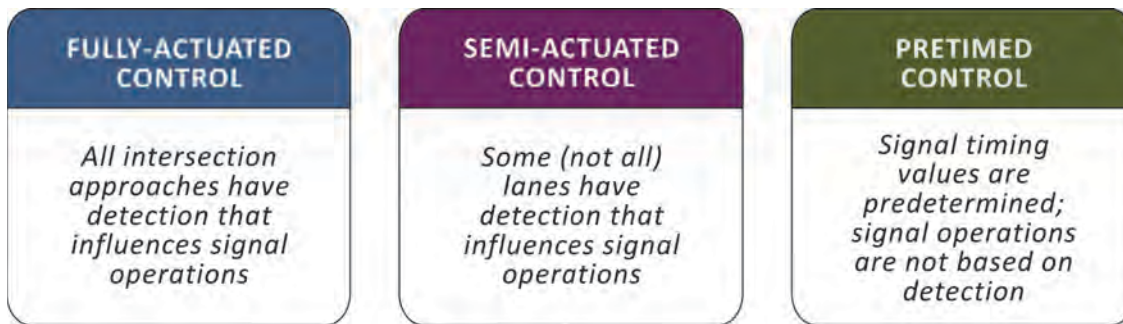 FULLY-ACTUATED
CONTROL
All intersection
approaches have
detection that
influences signal
operations
SEMI-ACTUATED
CONTROL
Some (not all)
lanes have
detection that
influences signal
operations
PRETIMED
CONTROL
Signal timing
values are
predetermined;
signal operations
are not based on
detection